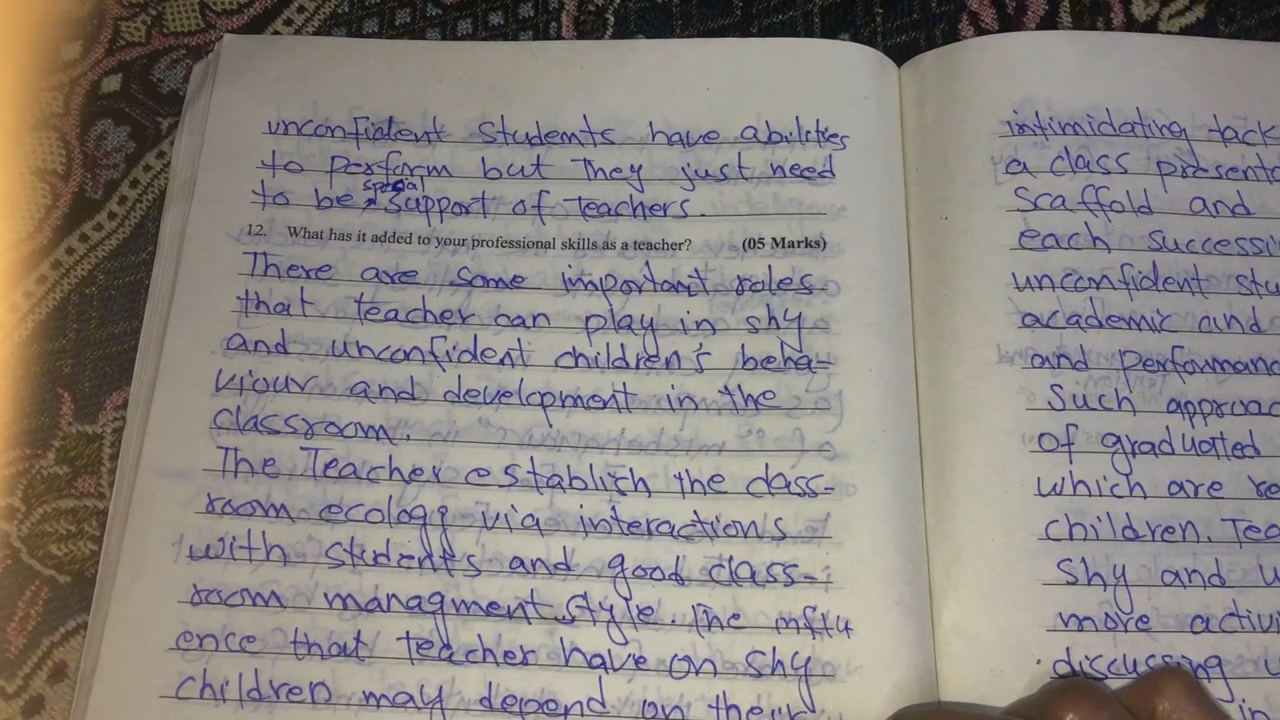 unconfident students have abilities
to perform but They just need
special
to be a support of teachers.
12. What has it added to your professional skills as a teacher? (05 Marks)
There are some important roles
that teacher can play in shy
and unconfident children's beha-
viour and development in the
classroom.
The Teacher establish the class-
room ecology via interactions
with students and good class-
room managment style. The influ
ence that teacher have on shy
children may depend on their
intimidating tack
a class presenta
Scaffold and
each successi
unconfident stu
academic and
and performanc
Such approac
of graduated
which are re
children. Tea
Shy and u
more activi
discussing
in